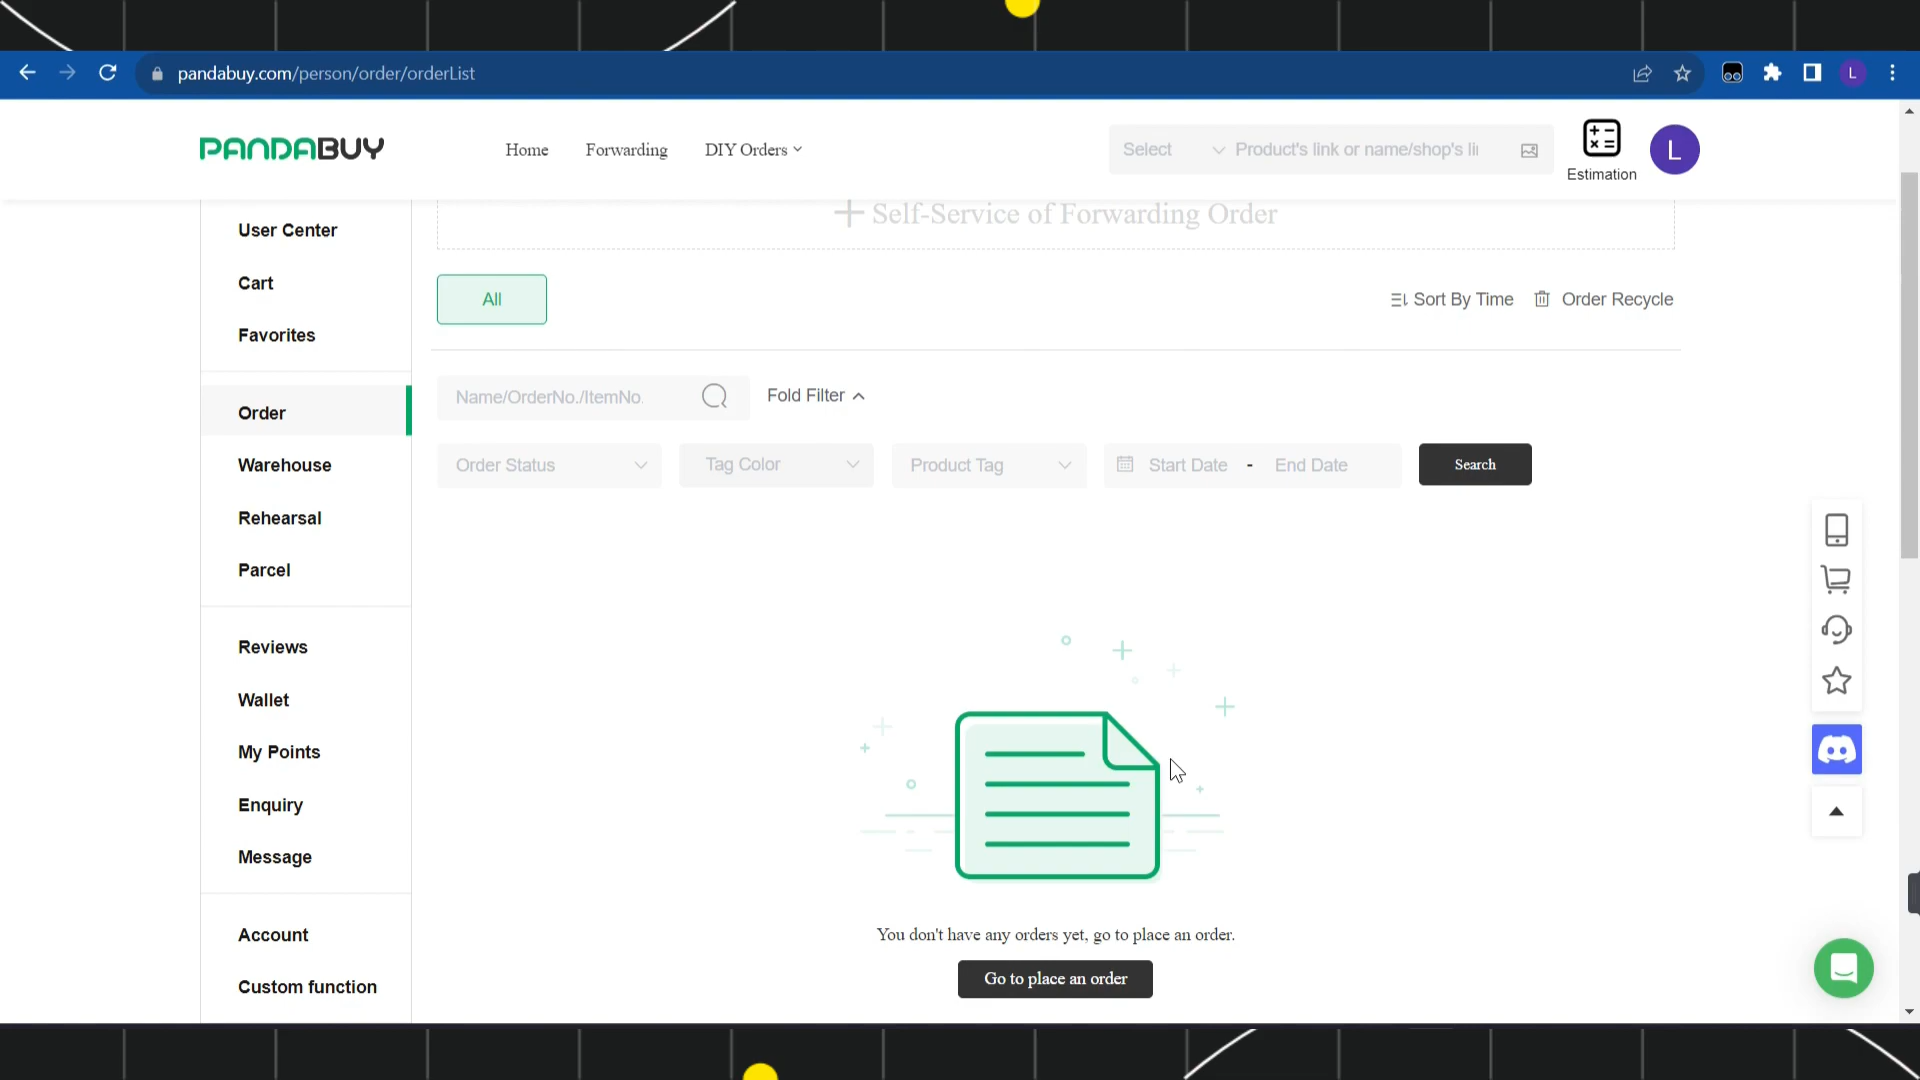 pandabuy.com/person/order/orderList
L
PANDABUY
Home
Forwarding
DIY Orders
Select
Product's link or name/shop's li
Estimation
L
User Center
Cart
Favorites
Order
Warehouse
Rehearsal
Parcel
Reviews
Wallet
My Points
Enquiry
Message
Account
Custom function
+ Self-Service of Forwarding Order
All
Sort By Time
Order Recycle
Name/OrderNo./ItemNo.
Fold Filter
Order Status
Tag Color
Product Tag
Start Date - End Date
Search
You don't have any orders yet, go to place an order.
Go to place an order